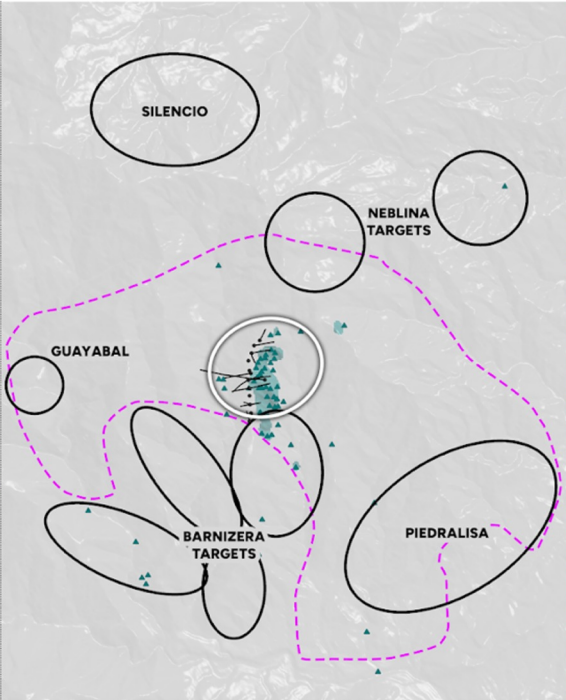 SILENCIO
NEBLINA
TARGETS
GUAYABAL
PIEDRALISA
BARNIZERA
TARGETS